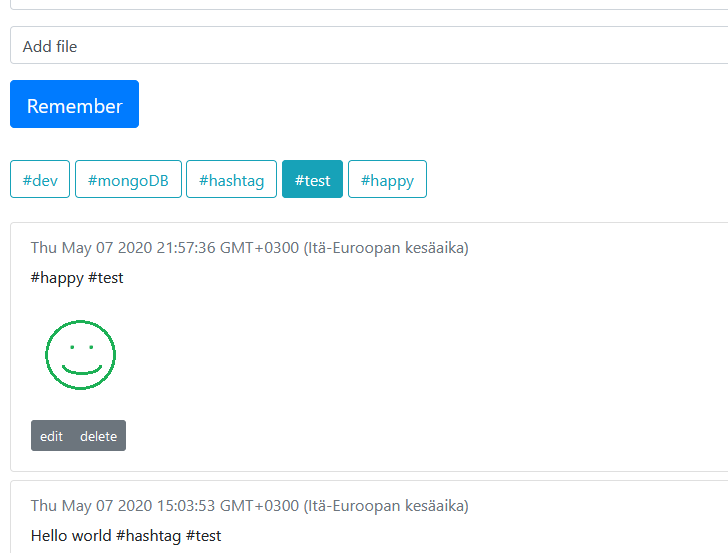 Add file
Remember
#dev #mongoDB #hashtag #test #happy
Thu May 07 2020 21:57:36 GMT+0300 (Itä-Euroopan kesäaika)
#happy #test
edit delete
Thu May 07 2020 15:03:53 GMT+0300 (Itä-Euroopan kesäaika)
Hello world #hashtag #test